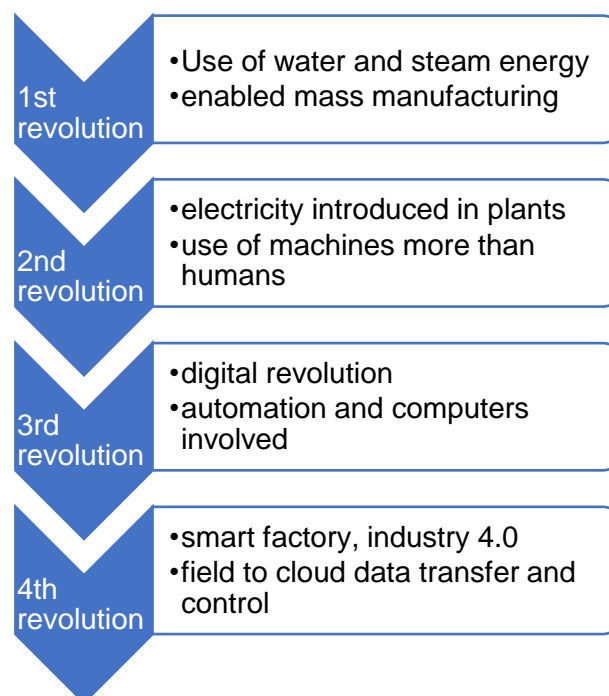 1st
revolution
•Use of water and steam energy
•enabled mass manufacturing
2nd
revolution
•electricity introduced in plants
•use of machines more than
humans
3rd
revolution
•digital revolution
•automation and computers
involved
4th
revolution
•smart factory, industry 4.0
•field to cloud data transfer and
control